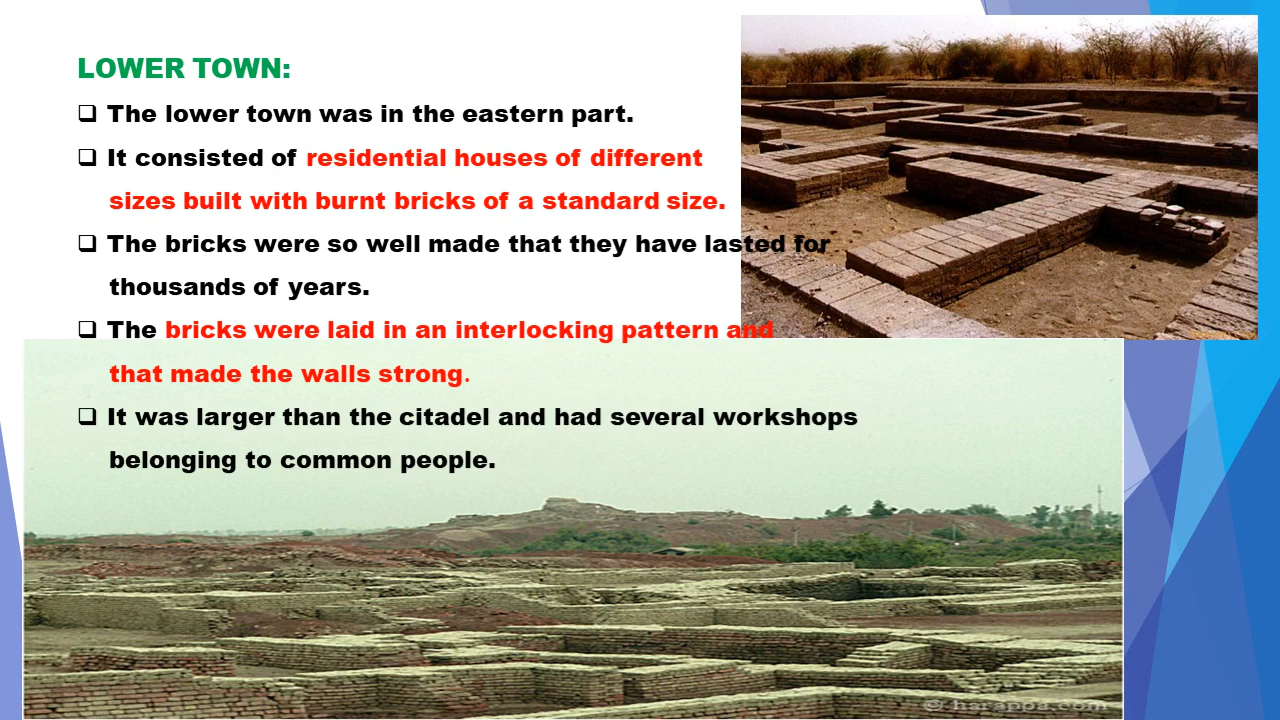 LOWER TOWN:
❑ The lower town was in the eastern part.
❑ It consisted of residential houses of different
sizes built with burnt bricks of a standard size.
❑ The bricks were so well made that they have lasted for
thousands of years.
❑ The bricks were laid in an interlocking pattern and
that made the walls strong.
❑ It was larger than the citadel and had several workshops
belonging to common people.
© harappa.com